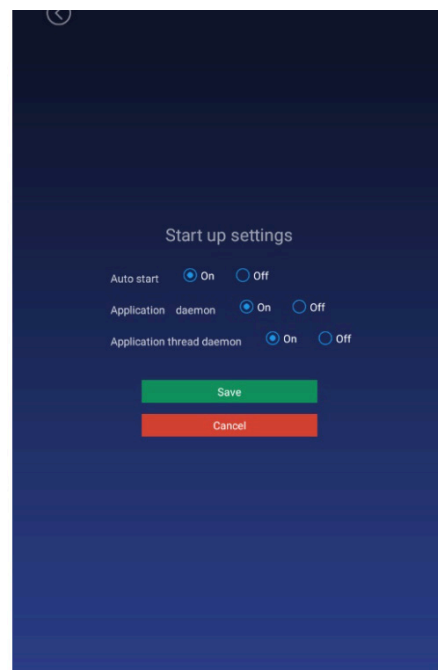 Start up settings
Auto start On Off
Application daemon On Off
Application thread daemon On Off
Save
Cancel